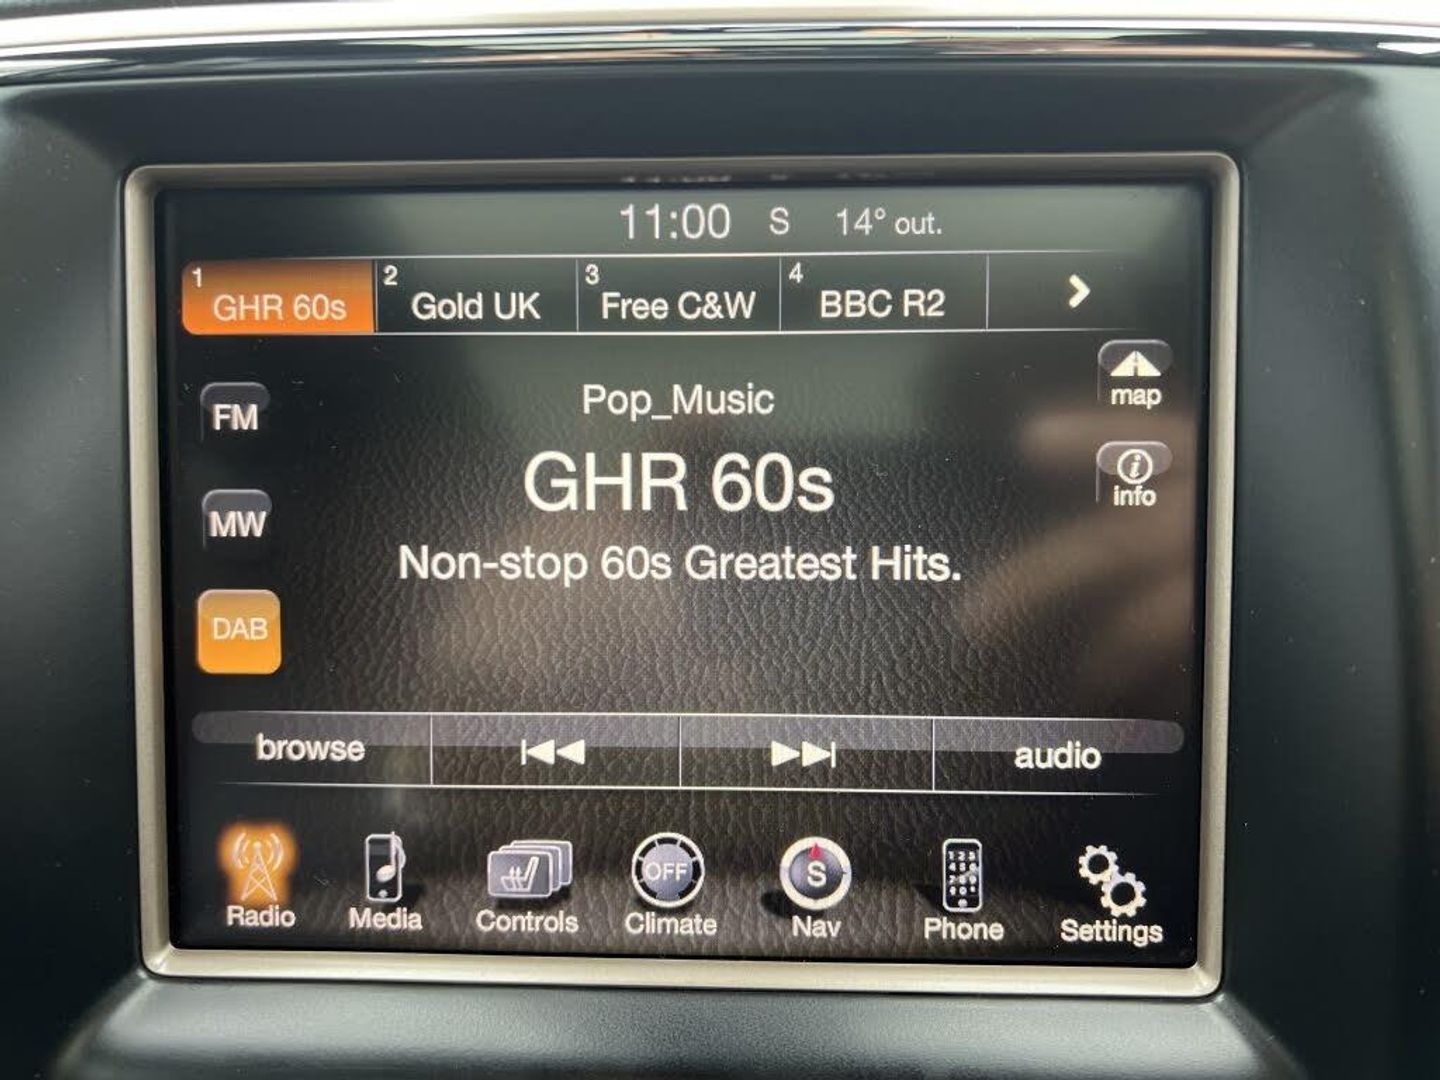 11:00 S 14° out.
1 GHR 60s 2 Gold UK 3 Free C&W 4 BBC R2
map
Pop_Music
FM
GHR 60s
info
MW
Non-stop 60s Greatest Hits.
DAB
browse audio
OFF S
Radio Media Controls Climate Nav Phone Settings